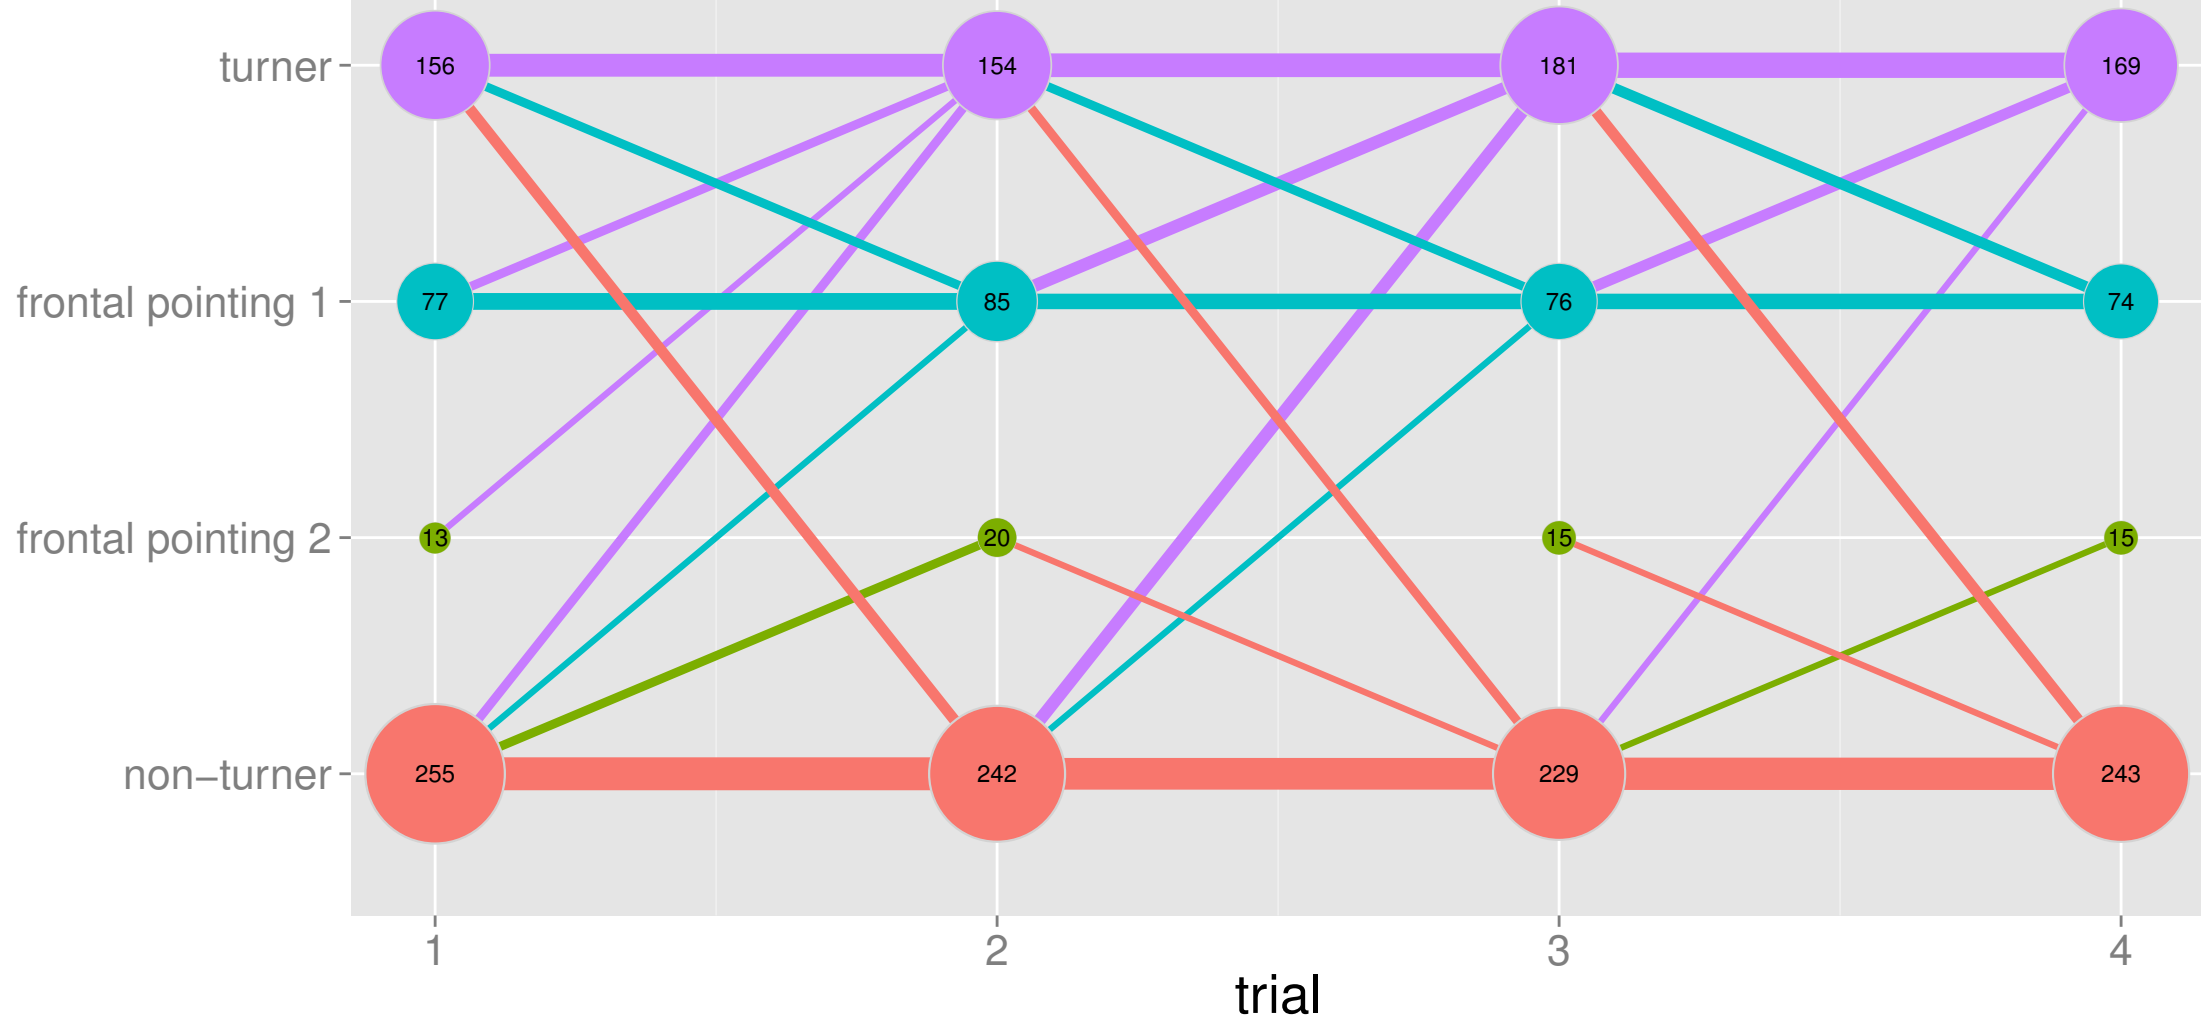 turner 156 154 181 169
frontal pointing 1 77 85 76 74
frontal pointing 2 13 20 15 15
non−turner 255 242 229 243
1 2 3 4
trial